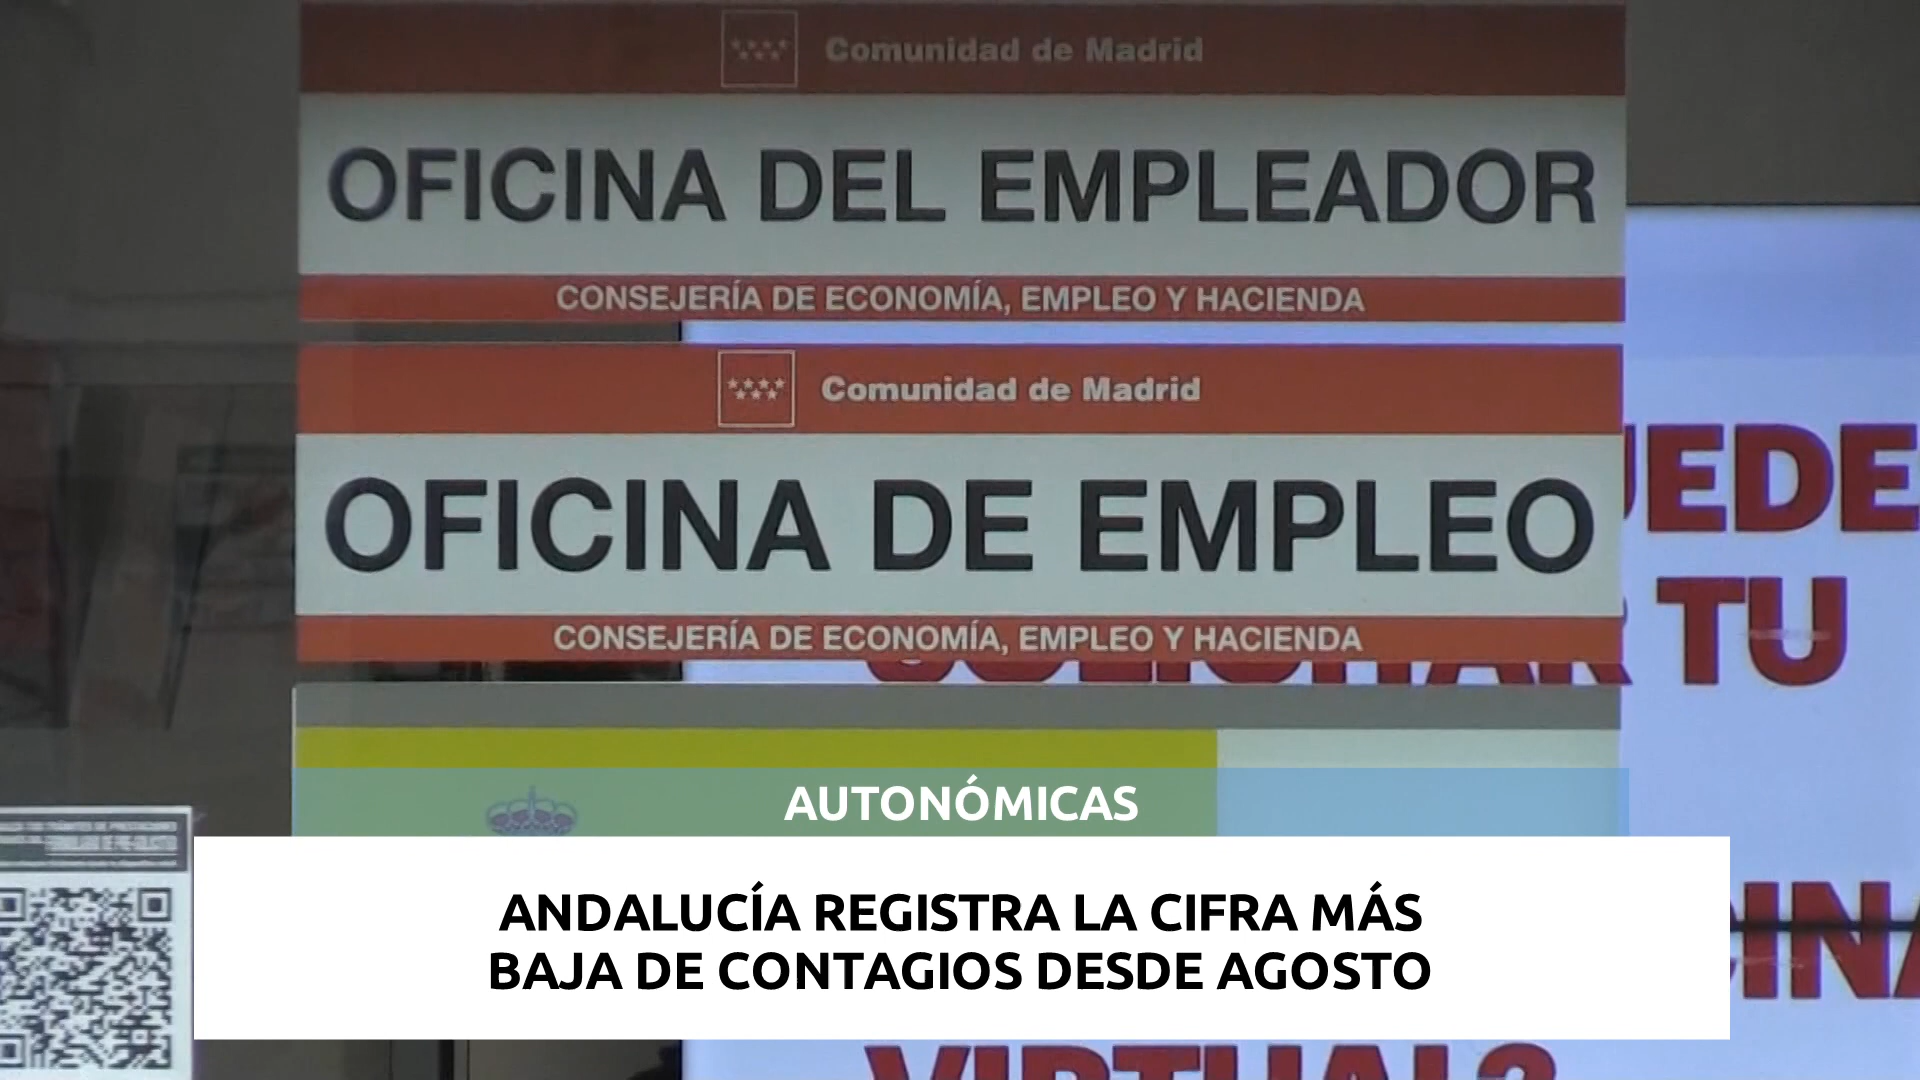 Comunidad de Madrid
OFICINA DEL EMPLEADOR
CONSEJERÍA DE ECONOMÍA, EMPLEO Y HACIENDA
Comunidad de Madrid
OFICINA DE EMPLEO
CONSEJERÍA DE ECONOMÍA, EMPLEO Y HACIENDA
TU
AUTONÓMICAS
ANDALUCÍA REGISTRA LA CIFRA MÁS
BAJA DE CONTAGIOS DESDE AGOSTO